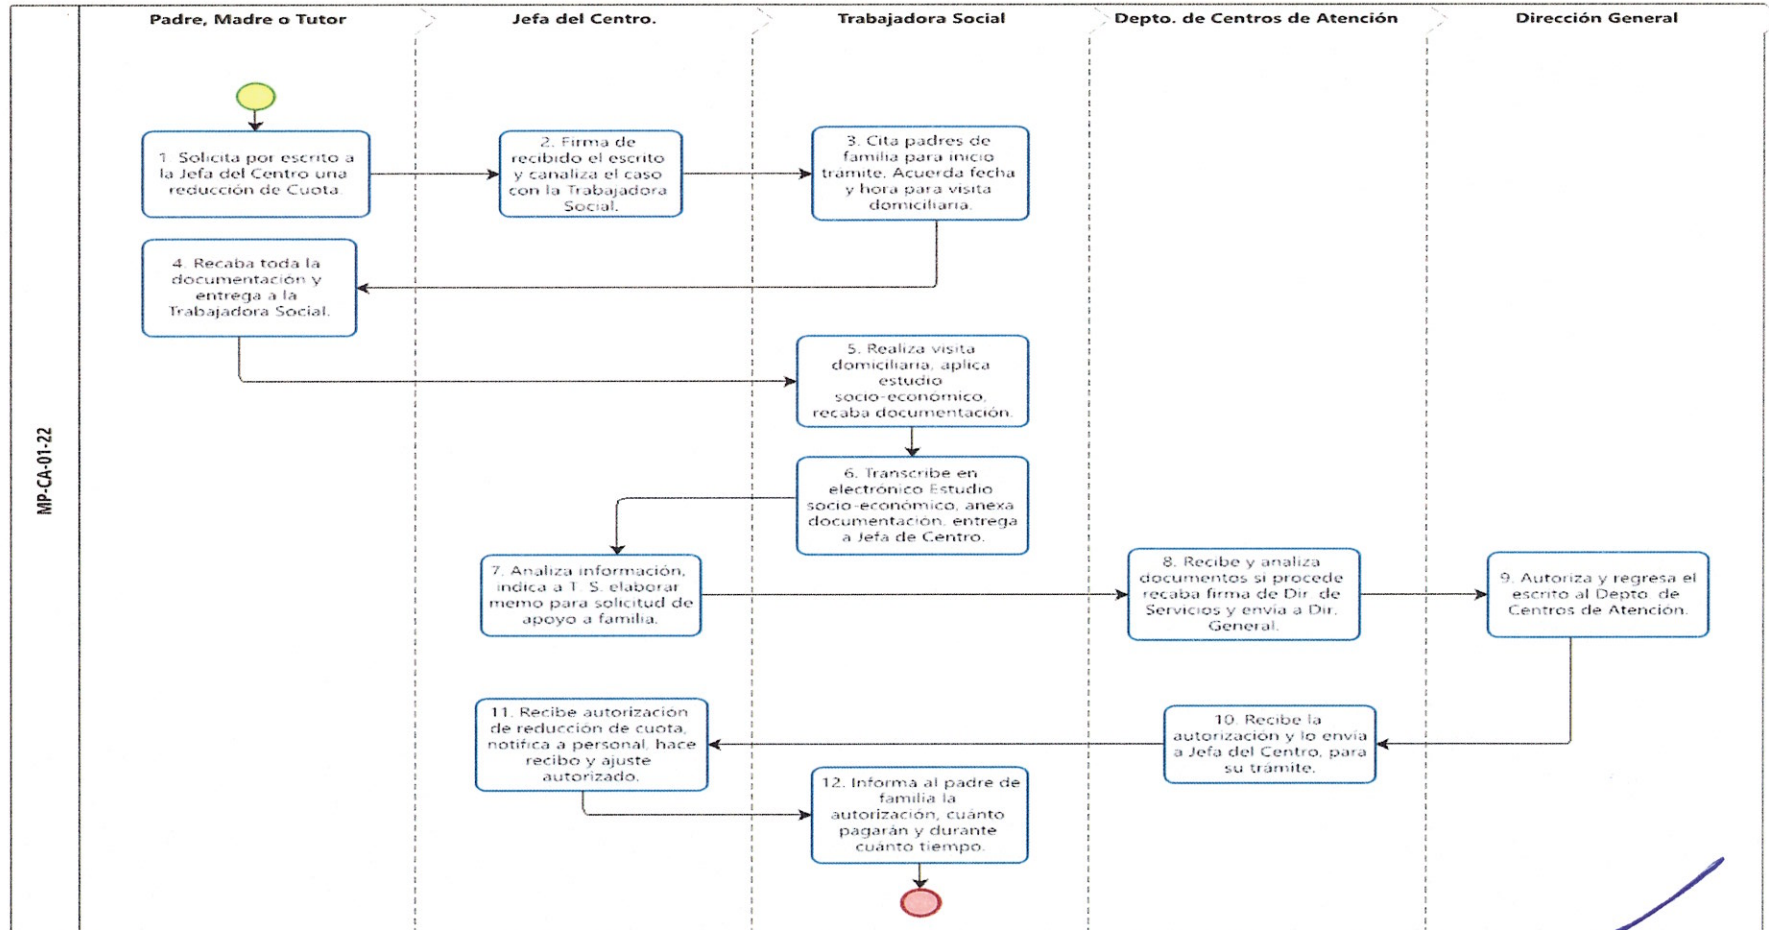 Padre, Madre o Tutor
Jefa del Centro.
Trabajadora Social
Depto. de Centros de Atención
Dirección General
MP-CA-01-22
1. Solicita por escrito a
la Jefa del Centro una
reducción de Cuota.
2. Firma de
recibido el escrito
y canaliza el caso
con la Trabajadora
Social.
3. Cita padres de
familia para inicio
trámite. Acuerda fecha
y hora para visita
domiciliaria.
4. Recaba toda la
documentación y
entrega a la
Trabajadora Social.
5. Realiza visita
domiciliaria, aplica
estudio
socio-económico,
recaba documentación.
6. Transcribe en
electrónico Estudio
socio-económico, anexa
documentación, entrega
a Jefa de Centro.
7. Analiza información,
indica a T. S. elaborar
memo para solicitud de
apoyo a familia.
8. Recibe y analiza
documentos si procede
recaba firma de Dir. de
Servicios y envía a Dir.
General.
9. Autoriza y regresa el
escrito al Depto. de
Centros de Atención.
10. Recibe la
autorización y lo envía
a Jefa del Centro, para
su trámite.
11. Recibe autorización
de reducción de cuota,
notifica a personal, hace
recibo y ajuste
autorizado.
12. Informa al padre de
familia la
autorización, cuánto
pagarán y durante
cuánto tiempo.